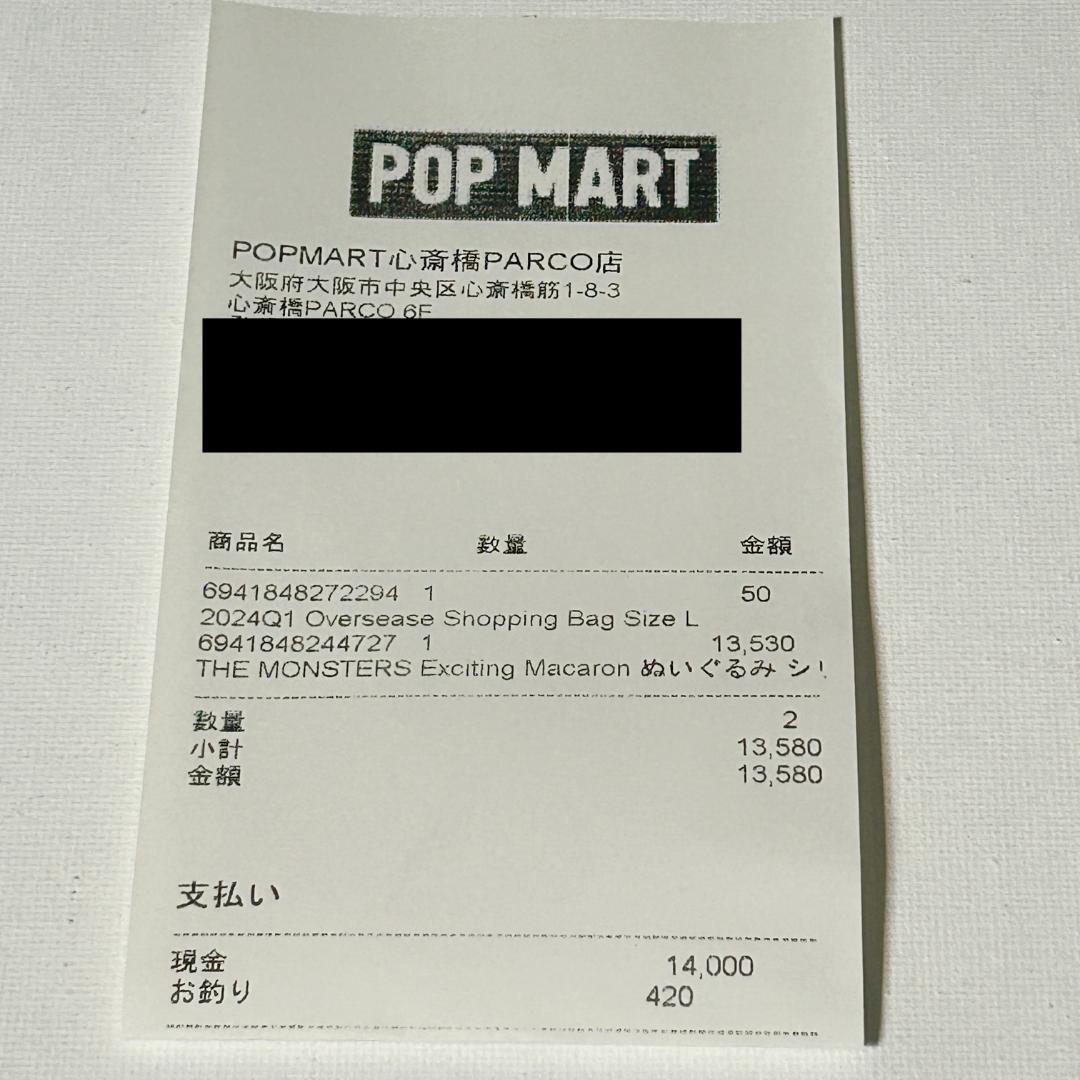 POP MART
POPMART心斎橋PARCO店
大阪府大阪市中央区心斎橋筋1-8-3
心斎橋PARCO 6F
商品名 数量 金額
6941848272294 1 50
2024Q1 Oversease Shopping Bag Size L
6941848244727 1 13,530
THE MONSTERS Exciting Macaron ぬいぐるみ シ
数量 2
小計 13,580
金額 13,580
支払い
現金 14,000
お釣り 420